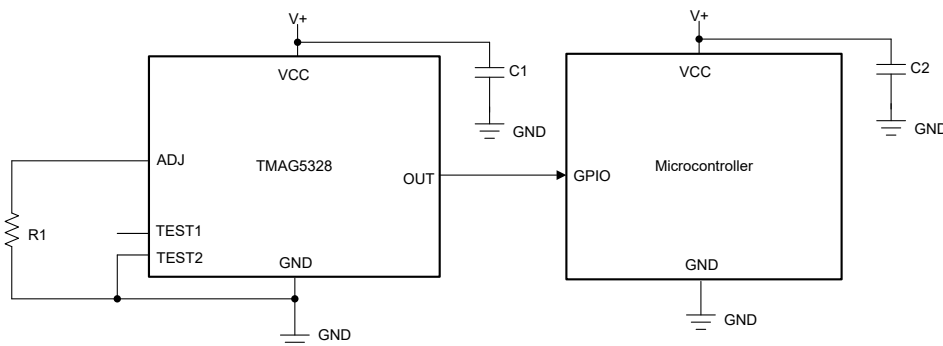 V+
V+
C1
C2
VCC
VCC
GND
GND
ADJ
TMAG5328
Microcontroller
OUT
GPIO
R1
TEST1
TEST2
GND
GND
GND
GND